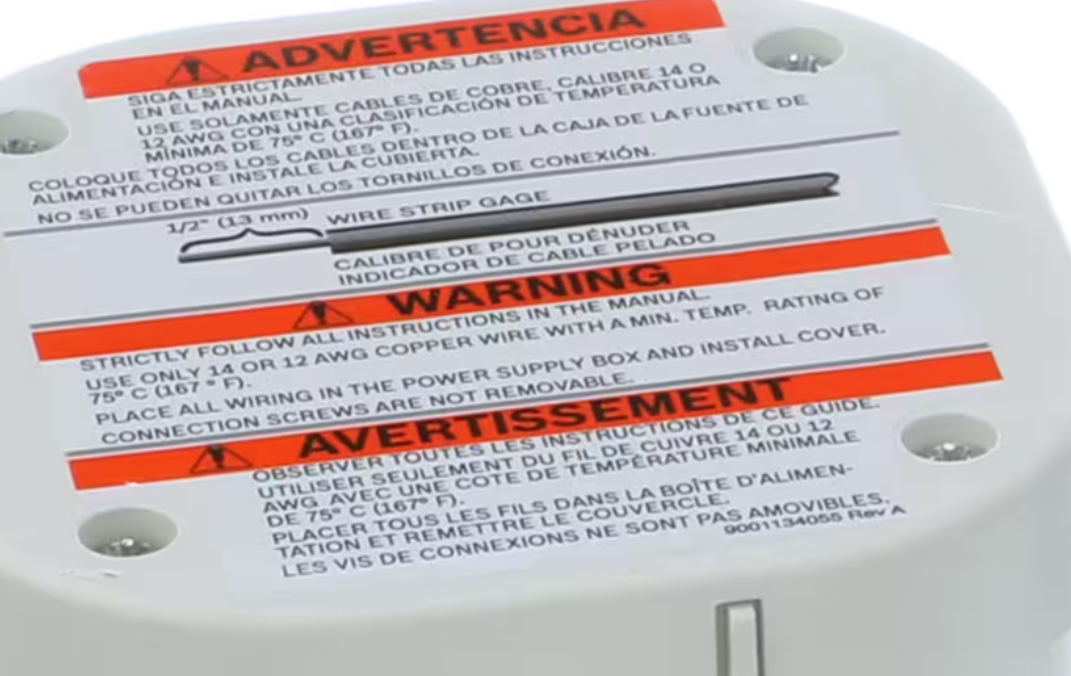 ADVERTENCIA
SIGA ESTRICTAMENTE TODAS LAS INSTRUCCIONES
EN EL MANUAL.
USE SOLAMENTE CABLES DE COBRE, CALIBRE 14 O
12 AWG CON UNA CLASIFICACIÓN DE TEMPERATURA
MÍNIMA DE 75° C (167° F).
COLOQUE TODOS LOS CABLES DENTRO DE LA CAJA DE LA FUENTE DE
ALIMENTACIÓN E INSTALE LA CUBIERTA.
NO SE PUEDEN QUITAR LOS TORNILLOS DE CONEXIÓN.
1/2" (13 mm)
WIRE STRIP GAGE
CALIBRE DE POUR DÉNUDER
INDICADOR DE CABLE PELADO
WARNING
STRICTLY FOLLOW ALL INSTRUCTIONS IN THE MANUAL.
USE ONLY 14 OR 12 AWG COPPER WIRE WITH A MIN. TEMP. RATING OF
75° C (167 ° F).
PLACE ALL WIRING IN THE POWER SUPPLY BOX AND INSTALL COVER.
CONNECTION SCREWS ARE NOT REMOVABLE.
AVERTISSEMENT
OBSERVER TOUTES LES INSTRUCTIONS DE CE GUIDE.
UTILISER SEULEMENT DU FIL DE CUIVRE 14 OU 12
AWG AVEC UNE COTE DE TEMPÉRATURE MINIMALE
DE 75° C (167° F).
PLACER TOUS LES FILS DANS LA BOÎTE D'ALIMEN-
TATION ET REMETTRE LE COUVERCLE.
LES VIS DE CONNEXIONS NE SONT PAS AMOVIBLES.
9001134055 Rev A